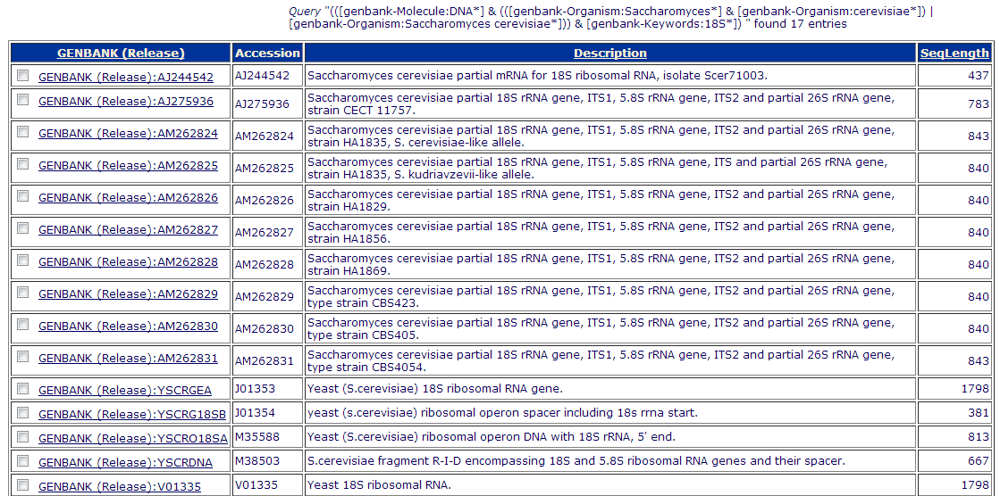 Query "(([genbank-Molecule:DNA*] & (([genbank-Organism:Saccharomyces*] & [genbank-Organism:cerevisiae*]) |
[genbank-Organism:Saccharomyces cerevisiae*])) & [genbank-Keywords:18S*]) " found 17 entries
GENBANK (Release) Accession Description SeqLength
GENBANK (Release):AJ244542 AJ244542 Saccharomyces cerevisiae partial mRNA for 18S ribosomal RNA, isolate Scer71003. 437
GENBANK (Release):AJ275936 AJ275936 Saccharomyces cerevisiae partial 18S rRNA gene, ITS1, 5.8S rRNA gene, ITS2 and partial 26S rRNA gene, 783
strain CECT 11757.
GENBANK (Release):AM262824 AM262824 Saccharomyces cerevisiae partial 18S rRNA gene, ITS1, 5.8S rRNA gene, ITS2 and partial 26S rRNA gene, 843
strain HA1835, S. cerevisiae-like allele.
GENBANK (Release):AM262825 AM262825 Saccharomyces cerevisiae partial 18S rRNA gene, ITS1, 5.8S rRNA gene, ITS and partial 26S rRNA gene, 840
strain HA1835, S. kudriavzevii-like allele.
GENBANK (Release):AM262826 AM262826 Saccharomyces cerevisiae partial 18S rRNA gene, ITS1, 5.8S rRNA gene, ITS2 and partial 26S rRNA gene, 840
strain HA1829.
GENBANK (Release):AM262827 AM262827 Saccharomyces cerevisiae partial 18S rRNA gene, ITS1, 5.8S rRNA gene, ITS2 and partial 26S rRNA gene, 840
strain HA1856.
GENBANK (Release):AM262828 AM262828 Saccharomyces cerevisiae partial 18S rRNA gene, ITS1, 5.8S rRNA gene, ITS2 and partial 26S rRNA gene, 840
strain HA1869.
GENBANK (Release):AM262829 AM262829 Saccharomyces cerevisiae partial 18S rRNA gene, ITS1, 5.8S rRNA gene, ITS2 and partial 26S rRNA gene, 840
type strain CBS423.
GENBANK (Release):AM262830 AM262830 Saccharomyces cerevisiae partial 18S rRNA gene, ITS1, 5.8S rRNA gene, ITS2 and partial 26S rRNA gene, 840
type strain CBS405.
GENBANK (Release):AM262831 AM262831 Saccharomyces cerevisiae partial 18S rRNA gene, ITS1, 5.8S rRNA gene, ITS2 and partial 26S rRNA gene, 843
type strain CBS4054.
GENBANK (Release):YSCRGEA J01353 Yeast (S.cerevisiae) 18S ribosomal RNA gene. 1798
GENBANK (Release):YSCRG18SB J01354 yeast (s.cerevisiae) ribosomal operon spacer including 18s rrna start. 381
GENBANK (Release):YSCRO18SA M35588 Yeast (S.cerevisiae) ribosomal operon DNA with 18S rRNA, 5' end. 813
GENBANK (Release):YSCRDNA M38503 S.cerevisiae fragment R-I-D encompassing 18S and 5.8S ribosomal RNA genes and their spacer. 667
GENBANK (Release):V01335 V01335 Yeast 18S ribosomal RNA. 1798